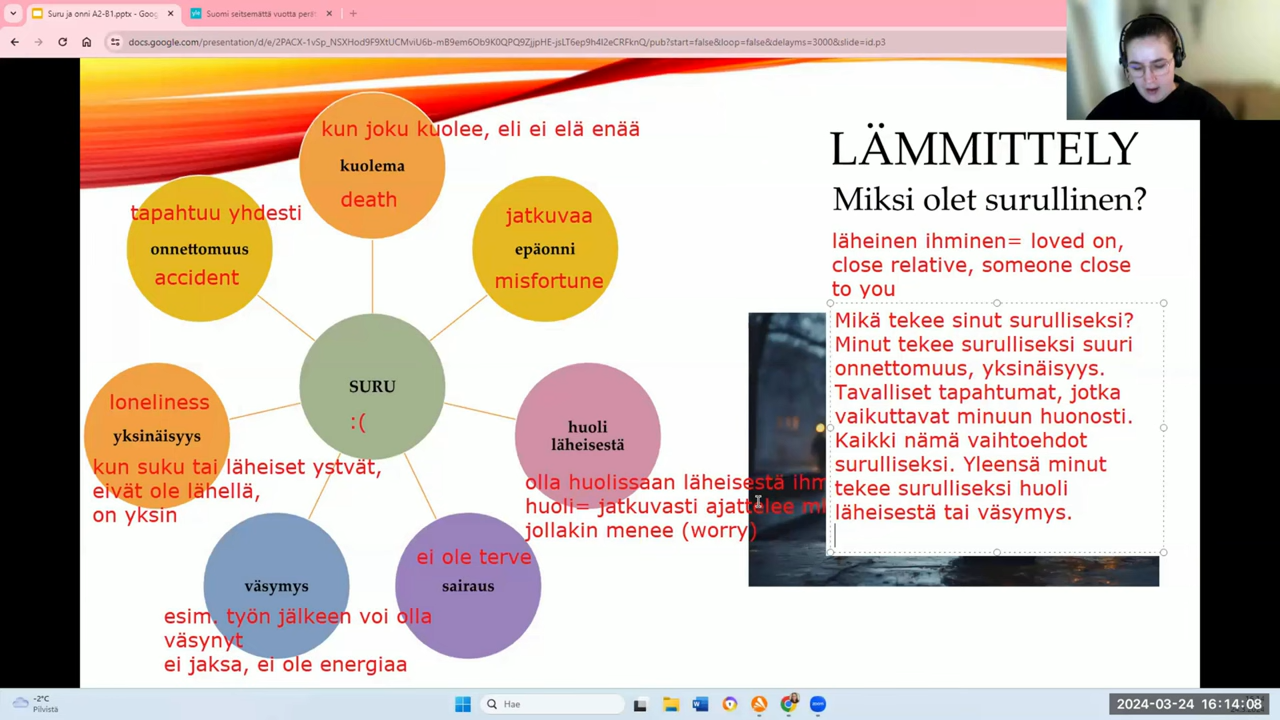 Suru ja onni A2-B1.pptx - Goo
Suomi seitsemättä vuotta perät
docs.google.com/presentation/d/e/2PACX-1vSp_NSXHod9F9XtUCMviU6b-mB9em6Ob9K0QPQ9ZjjpHE-jsLT6ep9h4I2eCRFknQ/pub?start=false&loop=false&delayms=3000&slide=id.p3
LÄMMITTELY
Miksi olet surullinen?
läheinen ihminen= loved on,
close relative, someone close
to you
Mikä tekee sinut surulliseksi?
Minut tekee surulliseksi suuri
onnettomuus, yksinäisyys.
Tavalliset tapahtumat, jotka
vaikuttavat minuun huonosti.
Kaikki nämä vaihtoehdot
surulliseksi. Yleensä minut
tekee surulliseksi huoli
läheisestä tai väsymys.
kun joku kuolee, eli ei elä enää
kuolema
death
tapahtuu yhdesti
onnettomuus
accident
jatkuvaa
epäonni
misfortune
SURU
:(
loneliness
yksinäisyys
kun suku tai läheiset ystvät,
eivät ole lähellä,
on yksin
huoli
läheisestä
olla huolissaan läheisestä ihm
huoli= jatkuvasti ajattelee mi
jollakin menee (worry)
väsymys
esim. työn jälkeen voi olla
väsynyt
ei jaksa, ei ole energiaa
ei ole terve
sairaus
-2°C
Pilvistä
Hae
zoom
2024-03-24 16:14:08